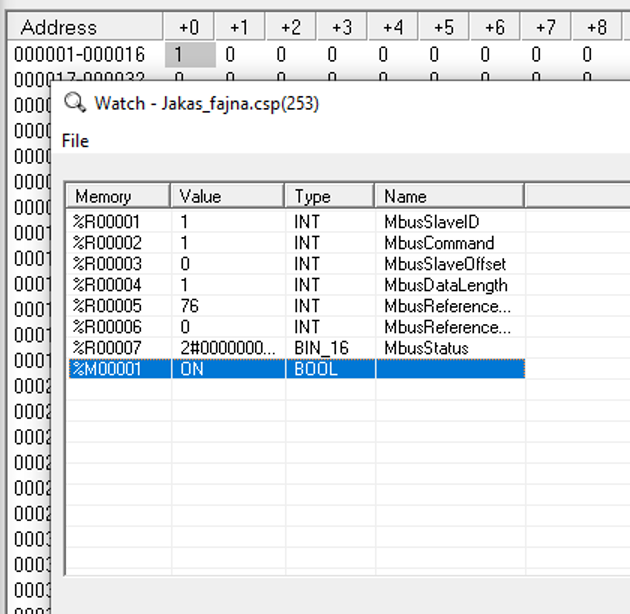 Address +0 +1 +2 +3 +4 +5 +6 +7 +8
000001-000016 1 0 0 0 0 0 0 0 0
000017-000032 0 0 0 0 0 0 0 0 0
Watch - Jakas_fajna.csp(253)
File
Memory Value Type Name
%R00001 1 INT MbusSlaveID
%R00002 1 INT MbusCommand
%R00003 0 INT MbusSlaveOffset
%R00004 1 INT MbusDataLength
%R00005 76 INT MbusReference...
%R00006 0 INT MbusReference...
%R00007 2#0000000... BIN_16 MbusStatus
%M00001 ON BOOL